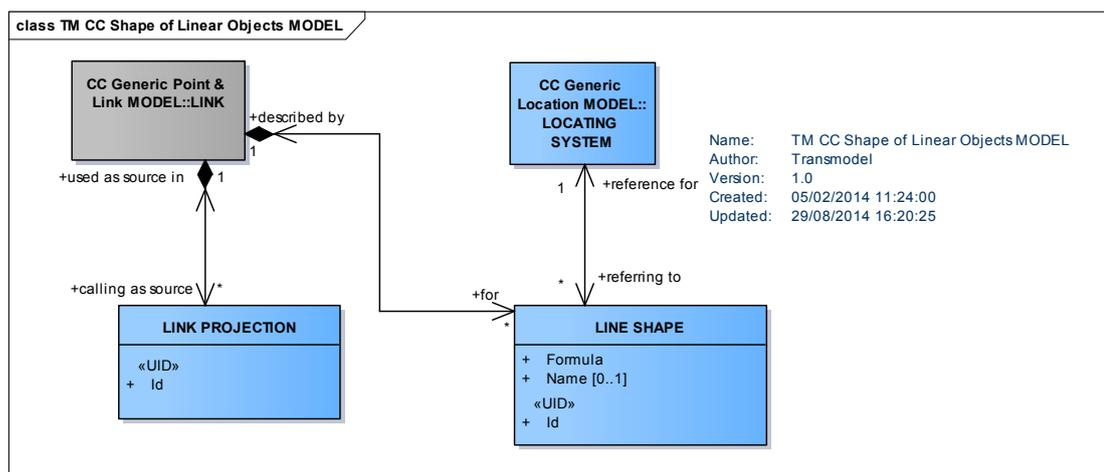 class TM CC Shape of Linear Objects MODEL
CC Generic Point &
Link MODEL::LINK
CC Generic
Location MODEL::
LOCATING
SYSTEM
+described by
1
+used as source in
1
1
+reference for
Name: TM CC Shape of Linear Objects MODEL
Author: Transmodel
Version: 1.0
Created: 05/02/2014 11:24:00
Updated: 29/08/2014 16:20:25
+calling as source
*
+for
*
*
+referring to
LINK PROJECTION
«UID»
+ Id
LINE SHAPE
+ Formula
+ Name [0..1]
«UID»
+ Id